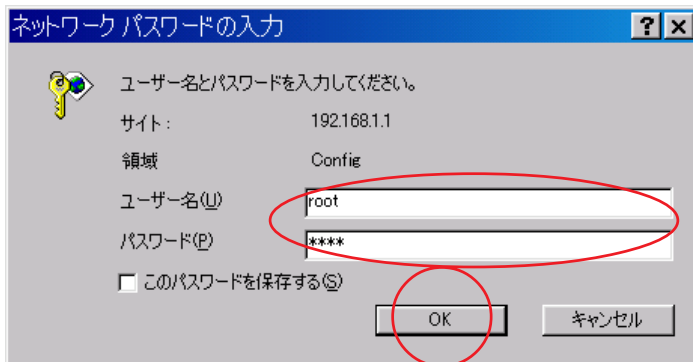 ネットワーク パスワードの入力
ユーザー名とパスワードを入力してください。
サイト: 192.168.1.1
領域 Config
ユーザー名(U) root
パスワード(P) ****
このパスワードを保存する(S)
OK キャンセル